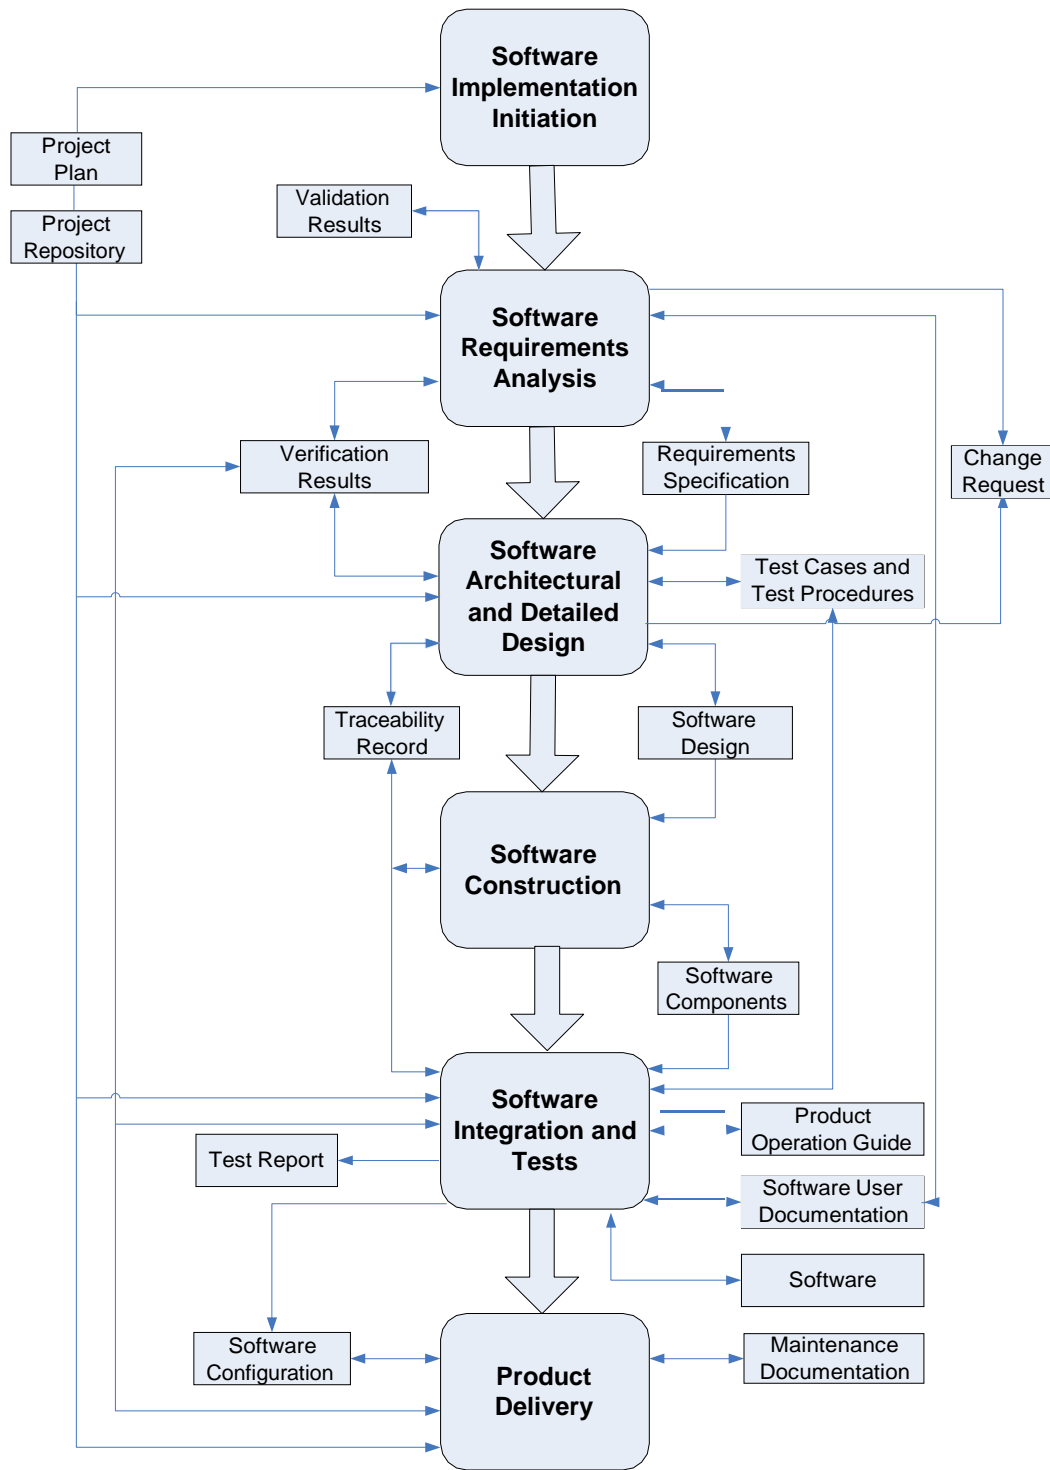 Software
Implementation
Initiation
Project
Plan
Validation
Results
Project
Repository
Software
Requirements
Analysis
Verification
Results
Requirements
Specification
Change
Request
Software
Architectural
and Detailed
Design
Test Cases and
Test Procedures
Traceability
Record
Software
Design
Software
Construction
Software
Components
Software
Integration and
Tests
Product
Operation Guide
Test Report
Software User
Documentation
Software
Software
Configuration
Product
Delivery
Maintenance
Documentation